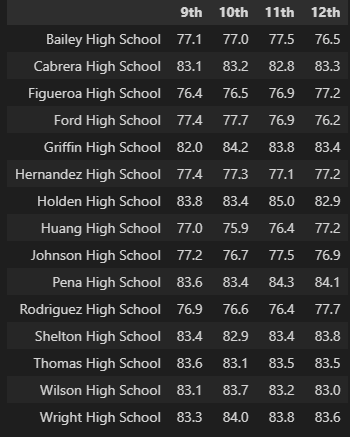 9th 10th 11th 12th
Bailey High School 77.1 77.0 77.5 76.5
Cabrera High School 83.1 83.2 82.8 83.3
Figueroa High School 76.4 76.5 76.9 77.2
Ford High School 77.4 77.7 76.9 76.2
Griffin High School 82.0 84.2 83.8 83.4
Hernandez High School 77.4 77.3 77.1 77.2
Holden High School 83.8 83.4 85.0 82.9
Huang High School 77.0 75.9 76.4 77.2
Johnson High School 77.2 76.7 77.5 76.9
Pena High School 83.6 83.4 84.3 84.1
Rodriguez High School 76.9 76.6 76.4 77.7
Shelton High School 83.4 82.9 83.4 83.8
Thomas High School 83.6 83.1 83.5 83.5
Wilson High School 83.1 83.7 83.2 83.0
Wright High School 83.3 84.0 83.8 83.6